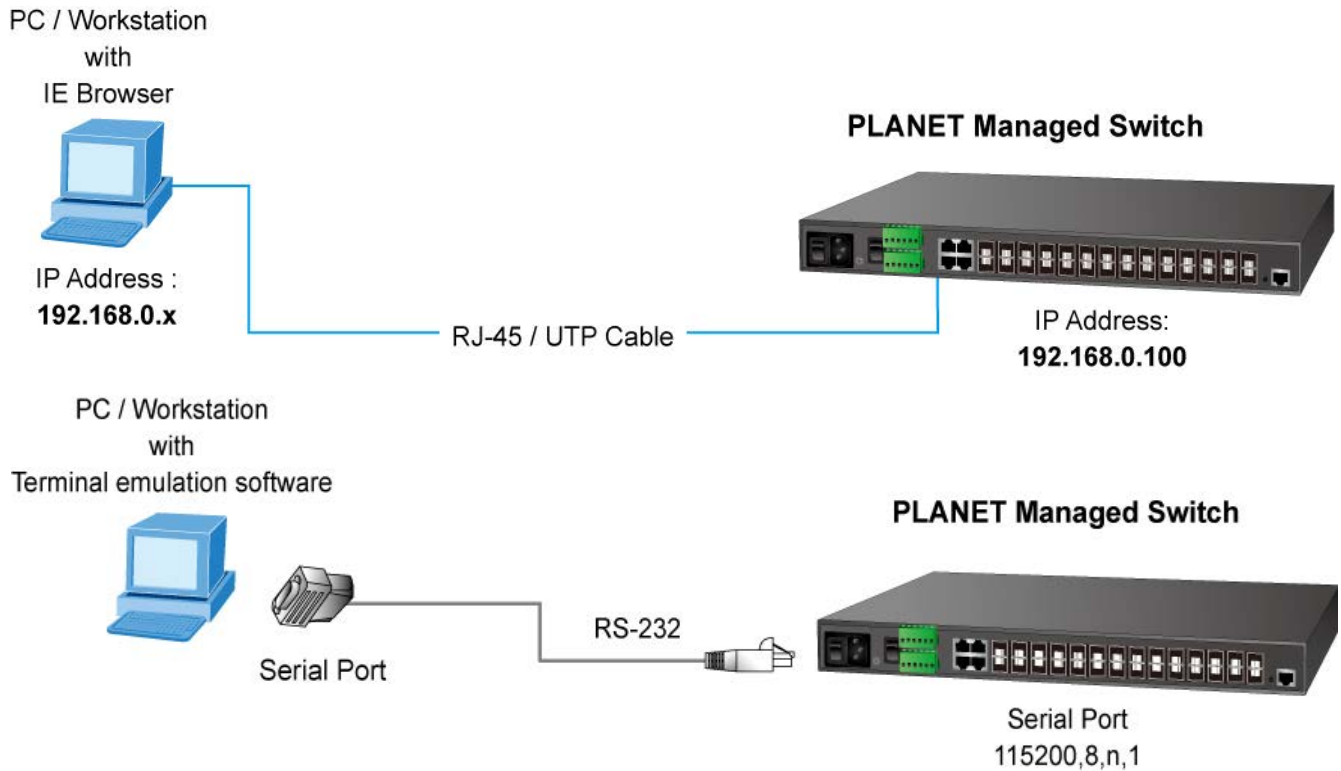 PC / Workstation
with
IE Browser
PLANET Managed Switch
IP Address :
192.168.0.x
RJ-45 / UTP Cable
IP Address:
192.168.0.100
PC / Workstation
with
Terminal emulation software
PLANET Managed Switch
RS-232
Serial Port
Serial Port
115200,8,n,1